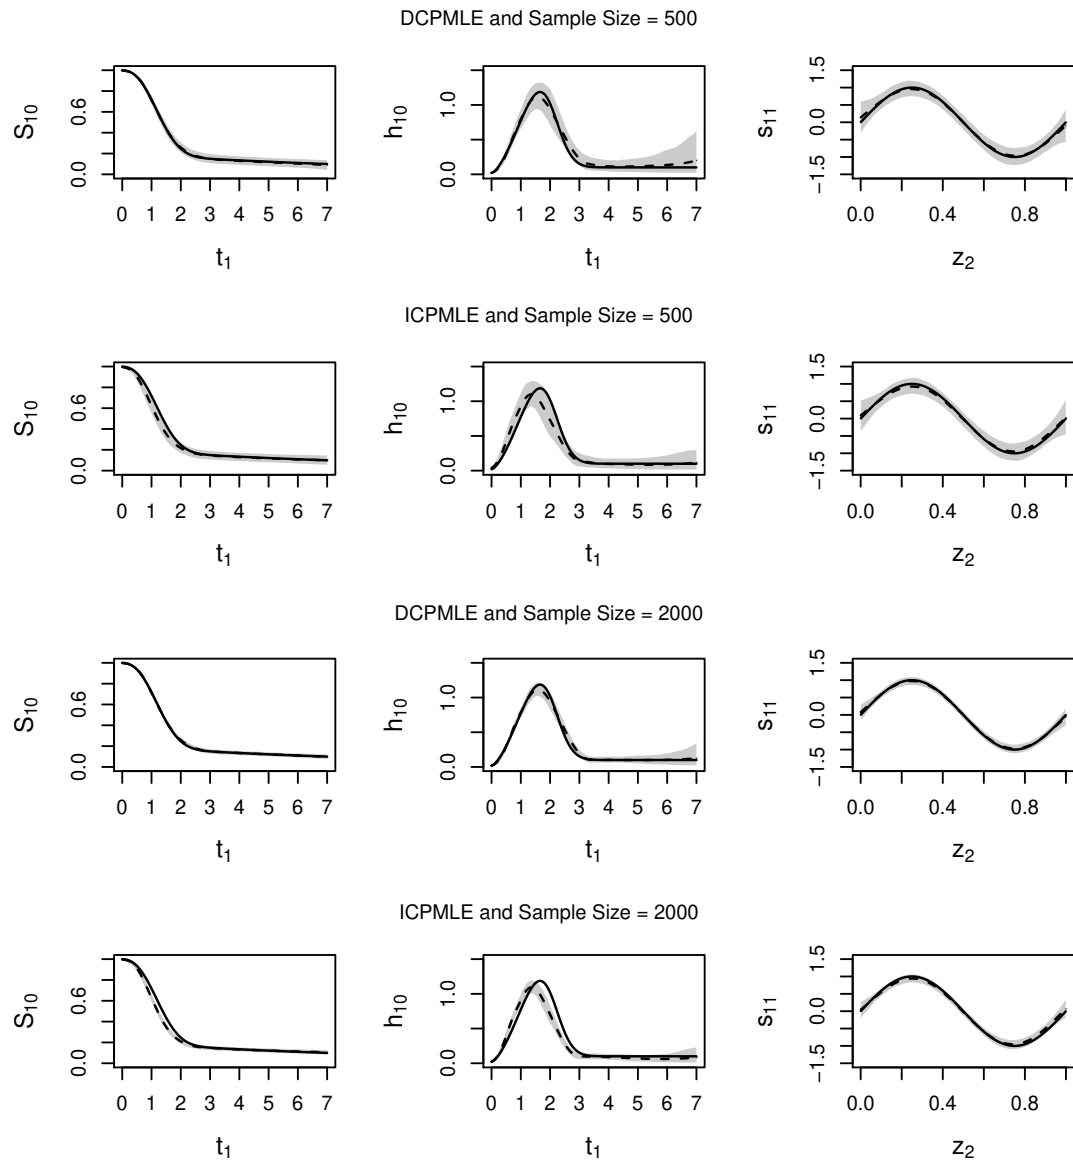 DCPMLE and Sample Size = 500
S10
0.0 0.6
0 1 2 3 4 5 6 7
t1
h10
0.0 1.0
0 1 2 3 4 5 6 7
t1
s11
−1.5 0.0 1.5
0.0 0.4 0.8
z2
ICPMLE and Sample Size = 500
S10
0.0 0.6
0 1 2 3 4 5 6 7
t1
h10
0.0 1.0
0 1 2 3 4 5 6 7
t1
s11
−1.5 0.0 1.5
0.0 0.4 0.8
z2
DCPMLE and Sample Size = 2000
S10
0.0 0.6
0 1 2 3 4 5 6 7
t1
h10
0.0 1.0
0 1 2 3 4 5 6 7
t1
s11
−1.5 0.0 1.5
0.0 0.4 0.8
z2
ICPMLE and Sample Size = 2000
S10
0.0 0.6
0 1 2 3 4 5 6 7
t1
h10
0.0 1.0
0 1 2 3 4 5 6 7
t1
s11
−1.5 0.0 1.5
0.0 0.4 0.8
z2